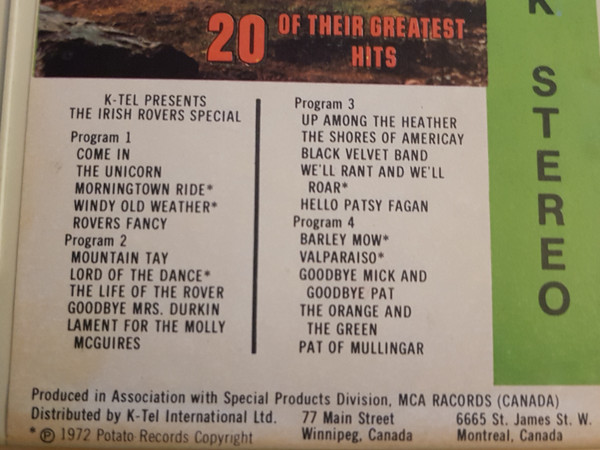 20 OF THEIR GREATEST
HITS
K STEREO
K-TEL PRESENTS
THE IRISH ROVERS SPECIAL
Program 1
COME IN
THE UNICORN
MORNINGTOWN RIDE*
WINDY OLD WEATHER*
ROVERS FANCY
Program 2
MOUNTAIN TAY
LORD OF THE DANCE*
THE LIFE OF THE ROVER
GOODBYE MRS. DURKIN
LAMENT FOR THE MOLLY
MCGUIRES
Program 3
UP AMONG THE HEATHER
THE SHORES OF AMERICAY
BLACK VELVET BAND
WE'LL RANT AND WE'LL
ROAR*
HELLO PATSY FAGAN
Program 4
BARLEY MOW*
VALPARAISO*
GOODBYE MICK AND
GOODBYE PAT
THE ORANGE AND
THE GREEN
PAT OF MULLINGAR
Produced in Association with Special Products Division, MCA RACORDS (CANADA)
Distributed by K-Tel International Ltd. 77 Main Street 6665 St. James St. W.
* ℗ 1972 Potato Records Copyright Winnipeg, Canada Montreal, Canada